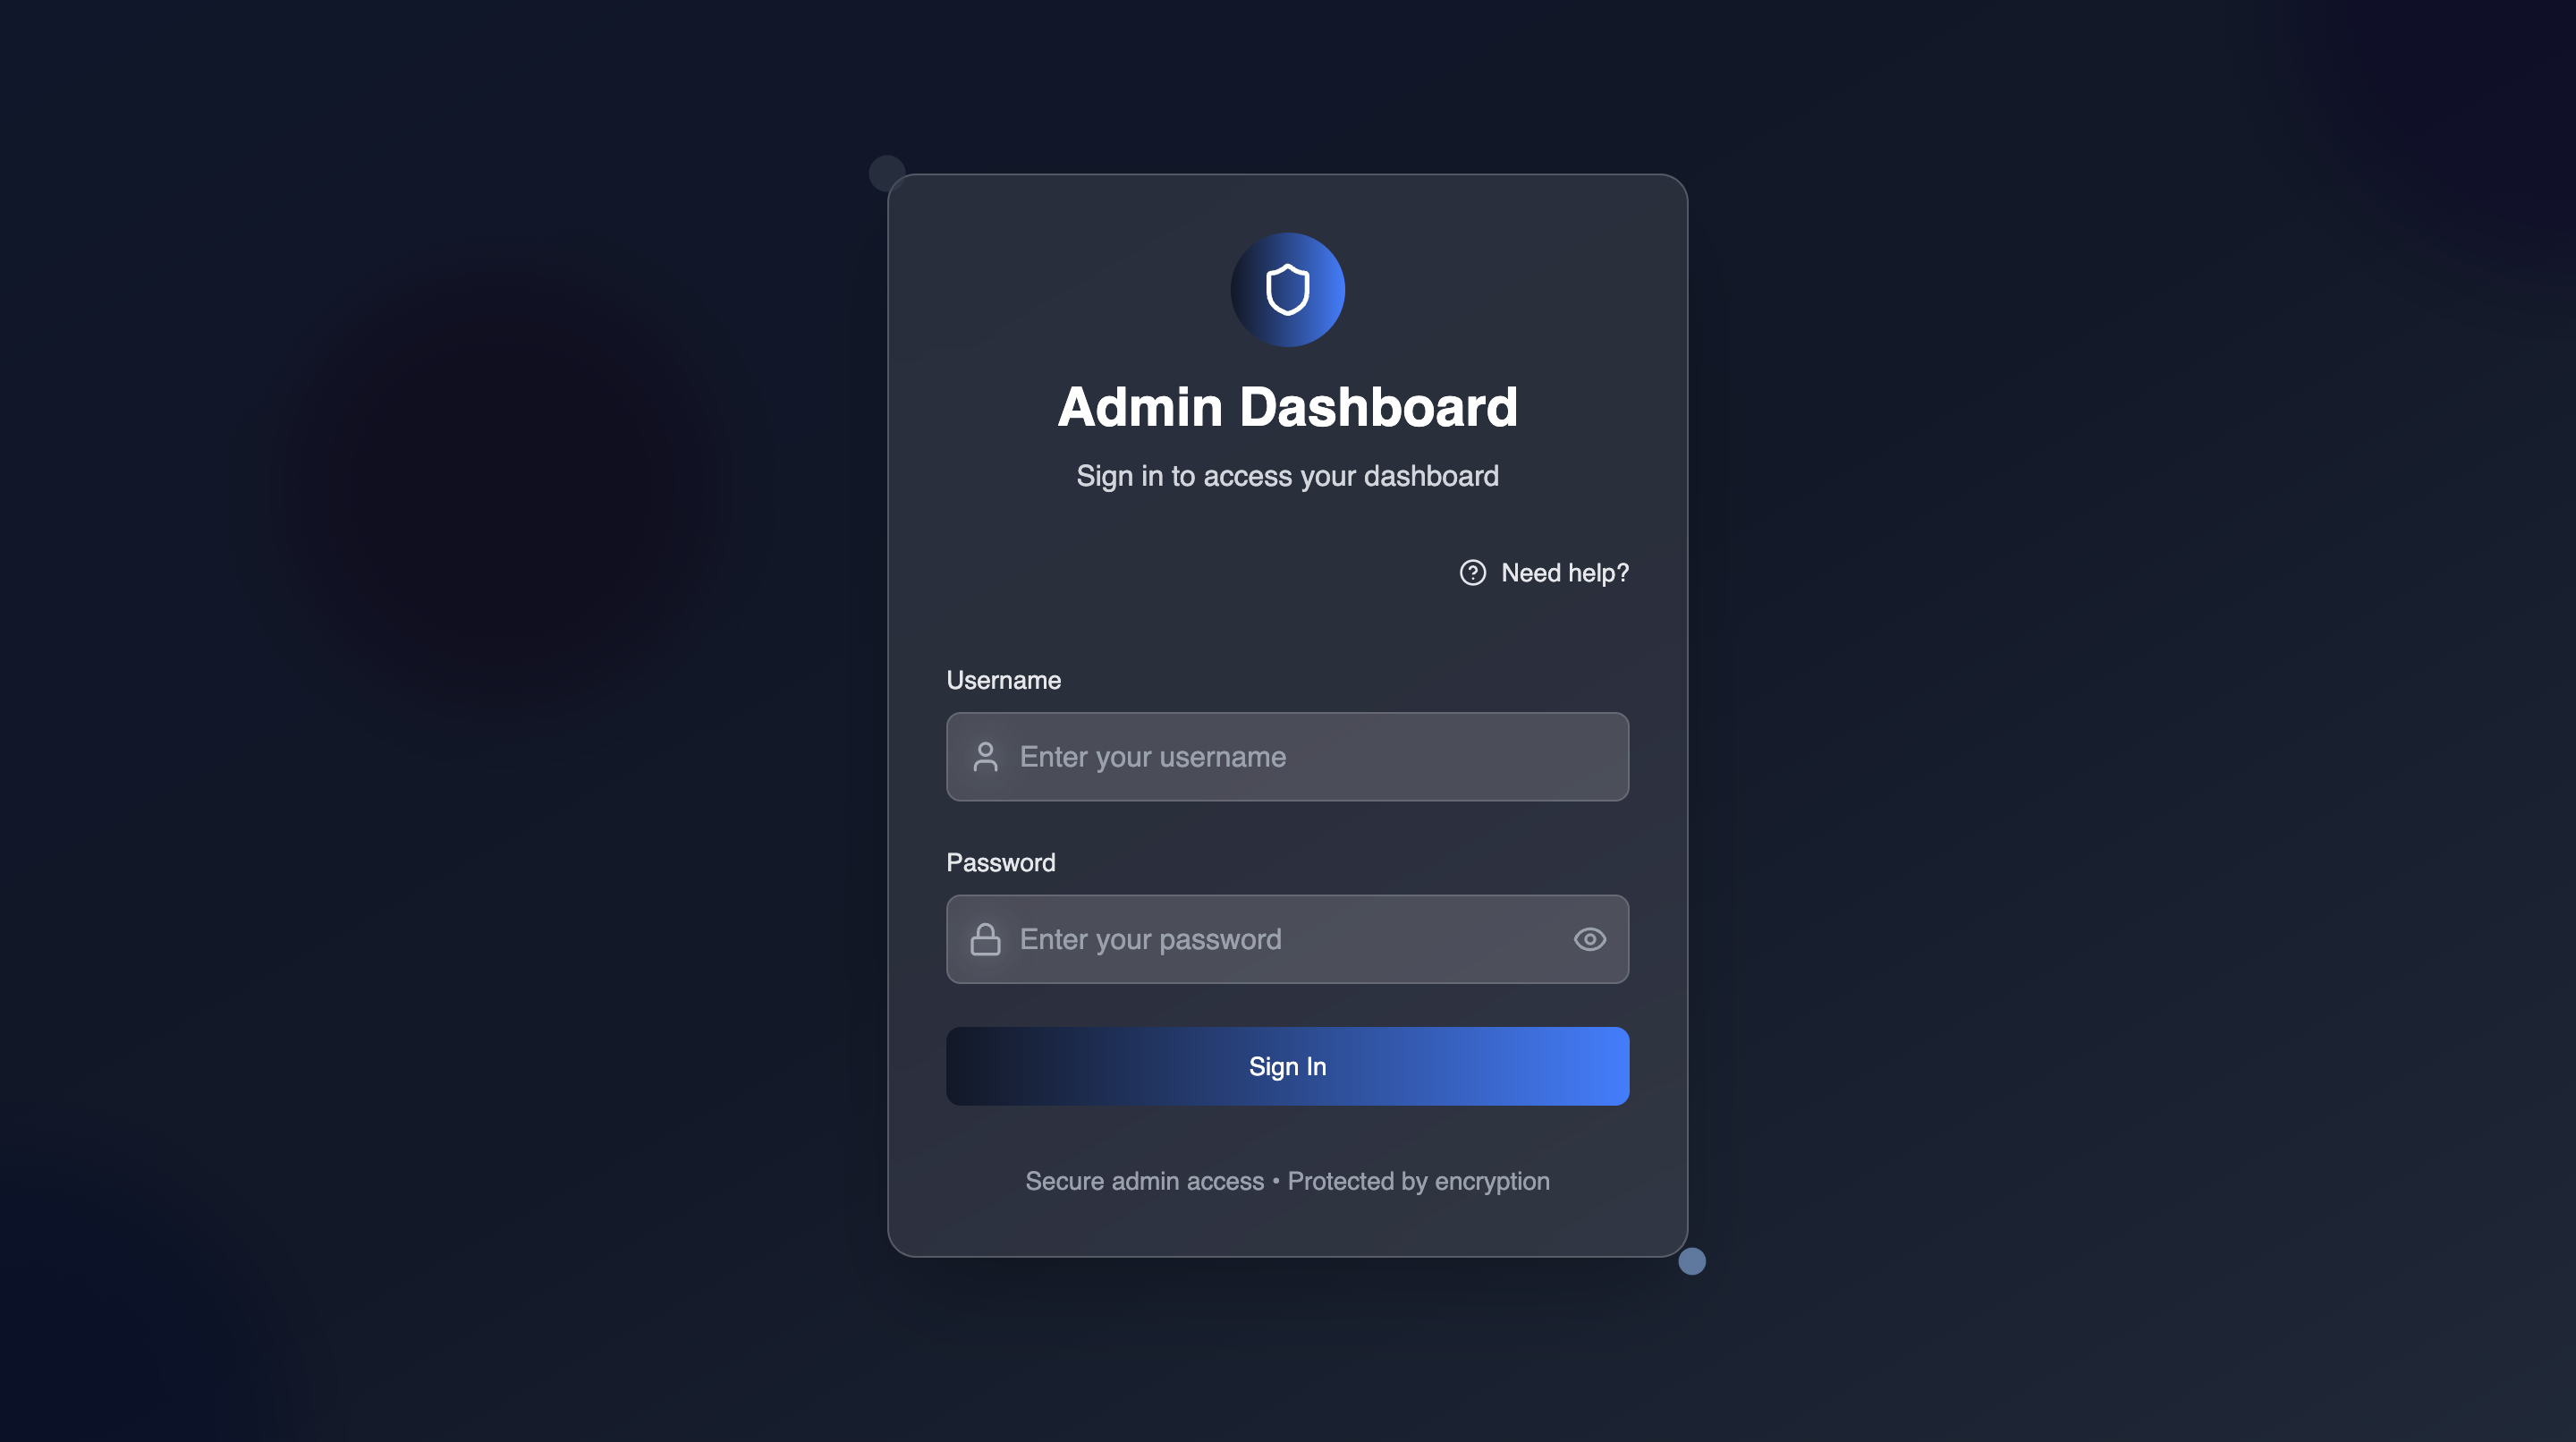 Admin Dashboard
Sign in to access your dashboard
Need help?
Username
Enter your username
Password
Enter your password
Sign In
Secure admin access • Protected by encryption